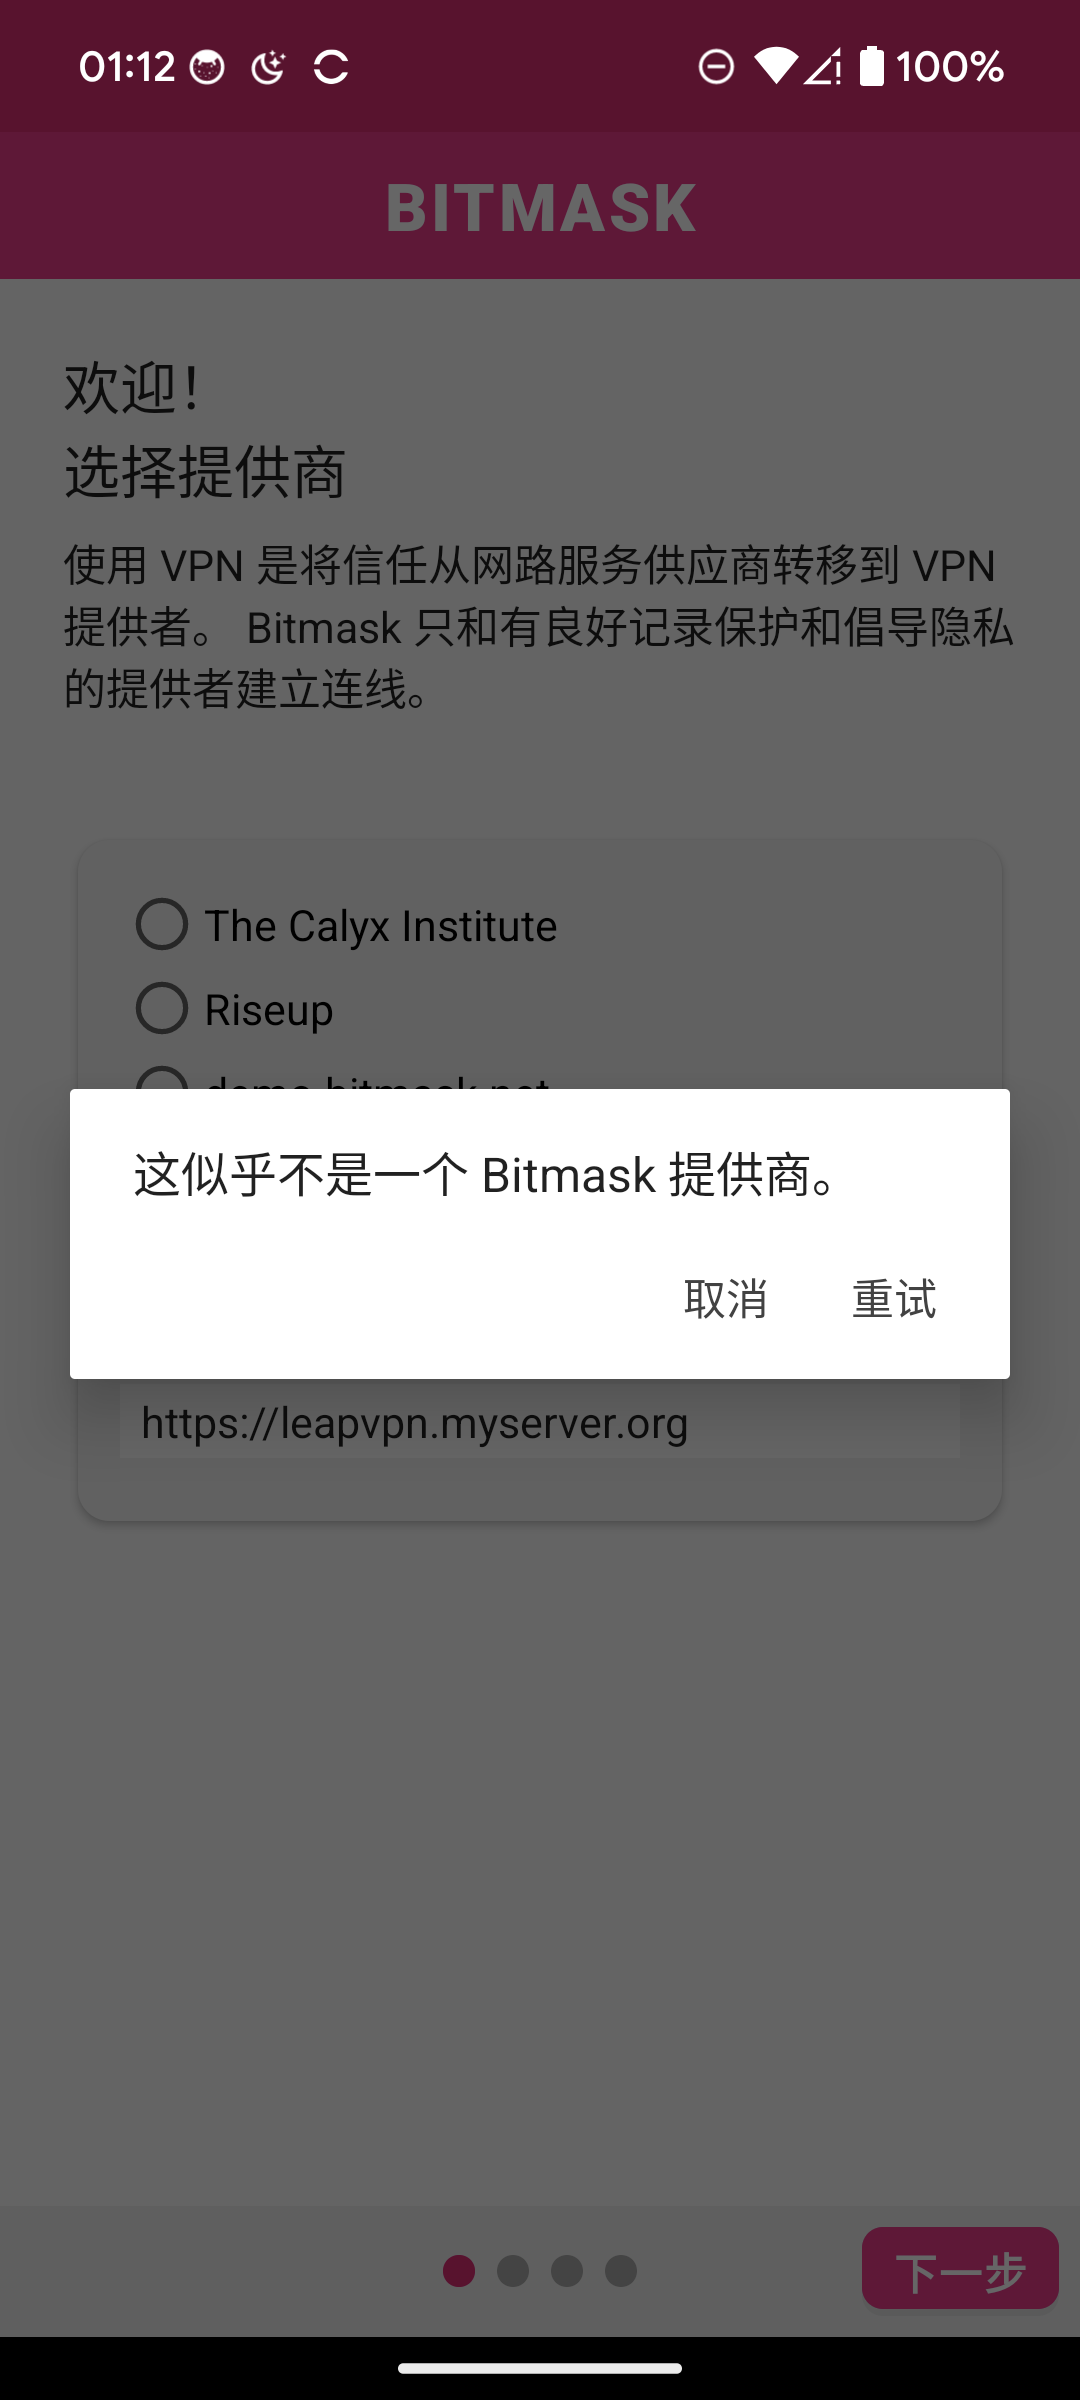 01:12
100%
BITMASK
欢迎！
选择提供商
使用 VPN 是将信任从网路服务供应商转移到 VPN
提供者。 Bitmask 只和有良好记录保护和倡导隐私
的提供者建立连线。
The Calyx Institute
Riseup
demo.bitmask.net
这似乎不是一个 Bitmask 提供商。
取消
重试
https://leapvpn.myserver.org
下一步